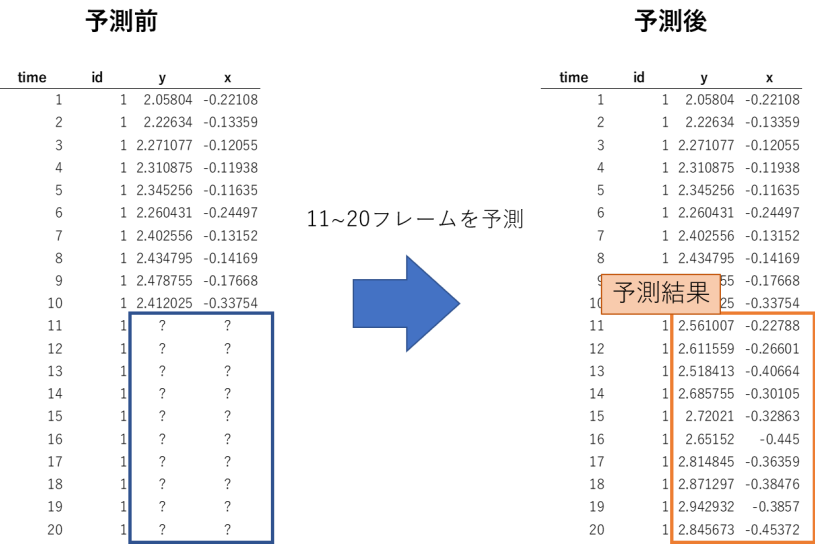 予測前
time id y x
1 1 2.05804 -0.22108
2 1 2.22634 -0.13359
3 1 2.271077 -0.12055
4 1 2.310875 -0.11938
5 1 2.345256 -0.11635
6 1 2.260431 -0.24497
7 1 2.402556 -0.13152
8 1 2.434795 -0.14169
9 1 2.478755 -0.17668
10 1 2.412025 -0.33754
11 1 ? ?
12 1 ? ?
13 1 ? ?
14 1 ? ?
15 1 ? ?
16 1 ? ?
17 1 ? ?
18 1 ? ?
19 1 ? ?
20 1 ? ?
11~20フレームを予測
予測後
time id y x
1 1 2.05804 -0.22108
2 1 2.22634 -0.13359
3 1 2.271077 -0.12055
4 1 2.310875 -0.11938
5 1 2.345256 -0.11635
6 1 2.260431 -0.24497
7 1 2.402556 -0.13152
8 1 2.434795 -0.14169
55 -0.17668
予測結果
10 25 -0.33754
11 1 2.561007 -0.22788
12 1 2.611559 -0.26601
13 1 2.518413 -0.40664
14 1 2.685755 -0.30105
15 1 2.72021 -0.32863
16 1 2.65152 -0.445
17 1 2.814845 -0.36359
18 1 2.871297 -0.38476
19 1 2.942932 -0.3857
20 1 2.845673 -0.45372